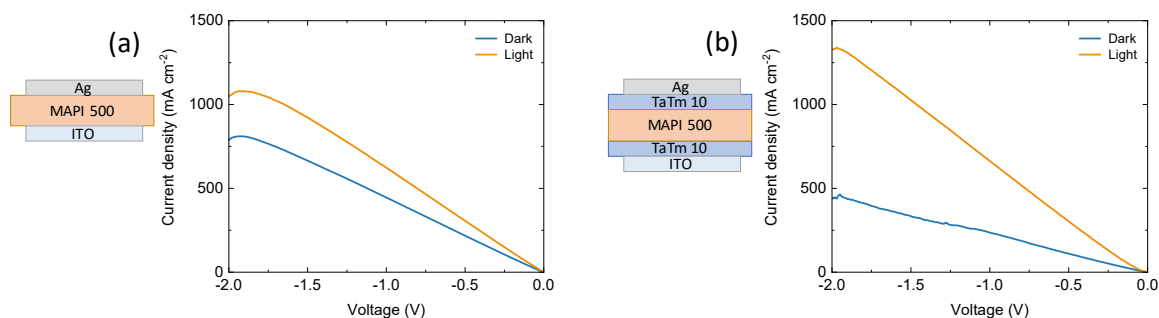 (a)
Ag
MAPI 500
ITO
Current density (mA cm⁻²)
1500
1000
500
0
-2.0 -1.5 -1.0 -0.5 0.0
Voltage (V)
Dark
Light
(b)
Ag
TaTm 10
MAPI 500
TaTm 10
ITO
Current density (mA cm⁻²)
1500
1000
500
0
-2.0 -1.5 -1.0 -0.5 0.0
Voltage (V)
Dark
Light